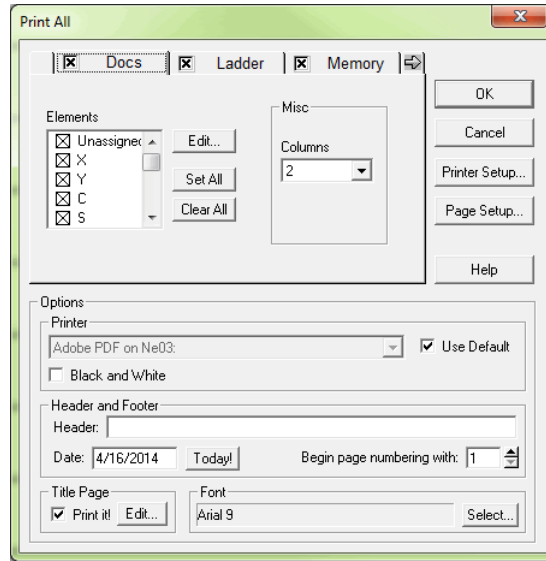 Print All
Docs
Ladder
Memory
Elements
Unassigned
X
Y
C
S
Edit...
Set All
Clear All
Misc
Columns
2
OK
Cancel
Printer Setup...
Page Setup...
Help
Options
Printer
Adobe PDF on Ne03:
Use Default
Black and White
Header and Footer
Header:
Date: 4/16/2014 Today! Begin page numbering with: 1
Title Page
Print it! Edit...
Font
Arial 9 Select...